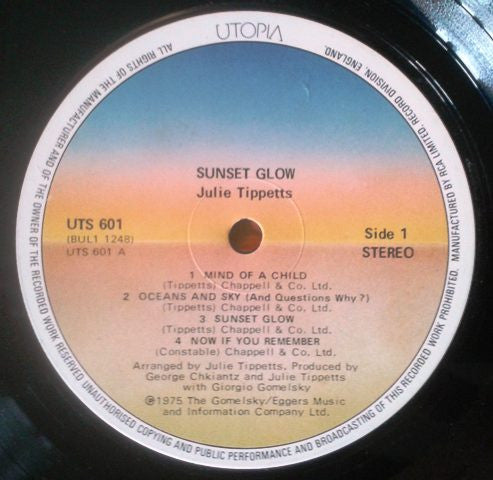 UTOPIA
SUNSET GLOW
Julie Tippetts
UTS 601
(BUL1 1248)
UTS 601 A
Side 1
STEREO
1 MIND OF A CHILD
(Tippetts) Chappell & Co. Ltd.
2 OCEANS AND SKY (And Questions Why?)
(Tippetts) Chappell & Co. Ltd.
3 SUNSET GLOW
(Tippetts) Chappell & Co. Ltd.
4 NOW IF YOU REMEMBER
(Constable) Chappell & Co. Ltd.
Arranged by Julie Tippetts, Produced by
George Chkiantz and Julie Tippetts
with Giorgio Gomelsky
℗1975 The Gomelsky/Eggers Music
and Information Company Ltd.
ALL RIGHTS OF THE MANUFACTURER AND OF THE OWNER OF THE RECORDED WORK RESERVED UNAUTHORISED COPYING AND PUBLIC PERFORMANCE AND BROADCASTING OF THIS RECORDED WORK PROHIBITED. MANUFACTURED BY RCA LIMITED, RECORD DIVISION, ENGLAND.